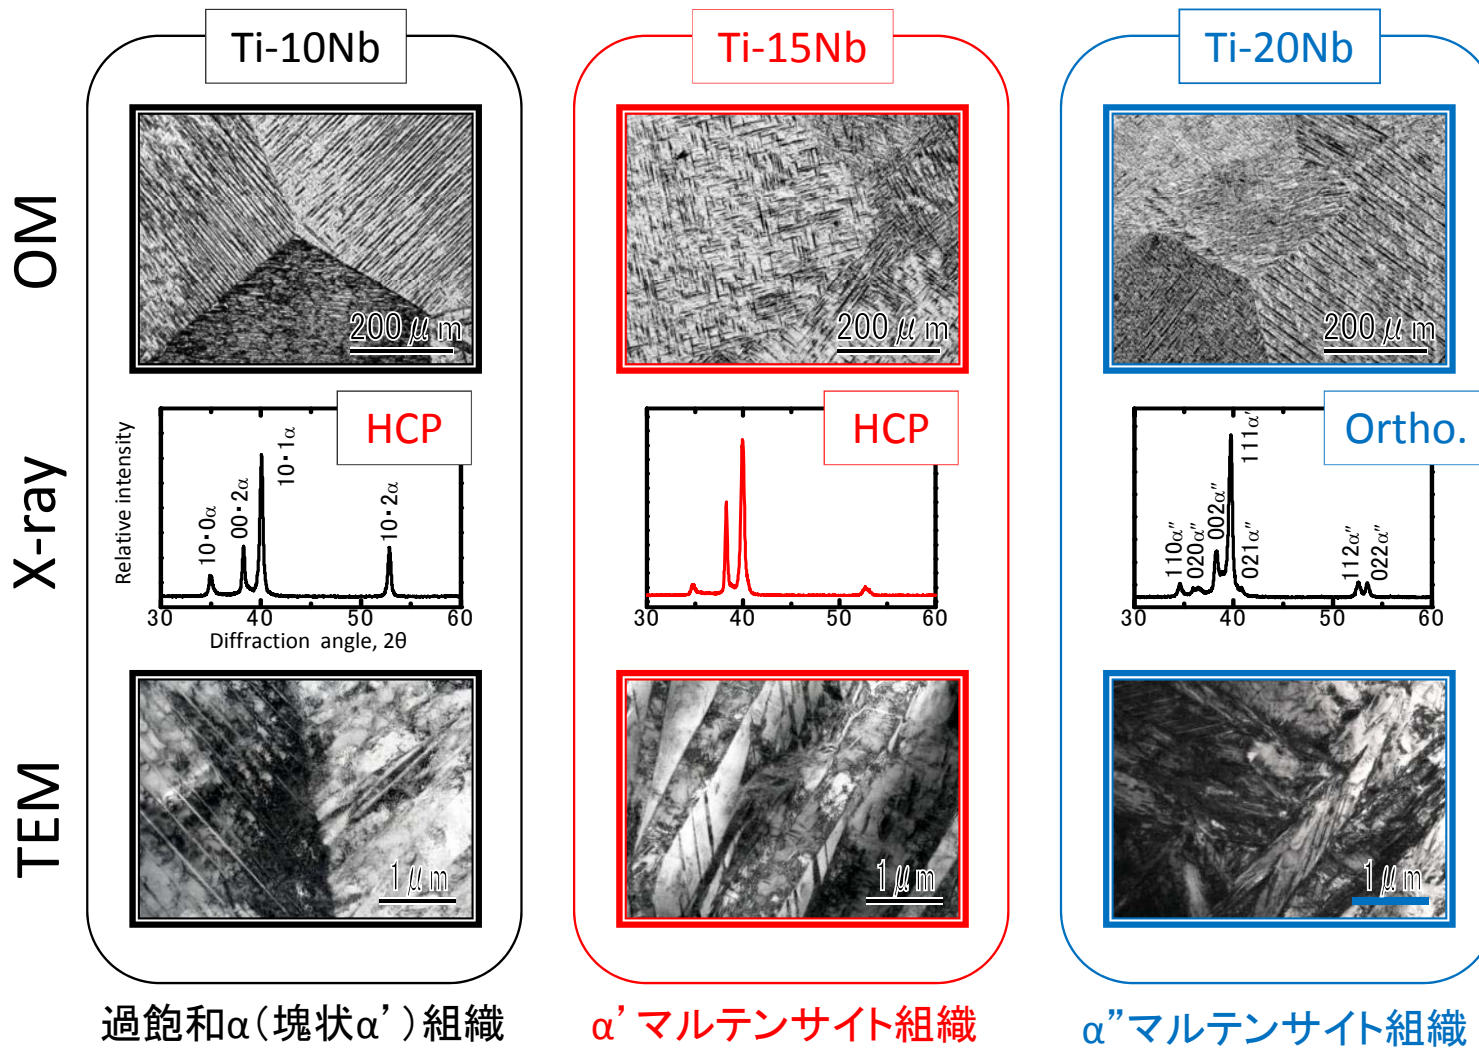 Ti-10Nb
Ti-15Nb
Ti-20Nb
OM
200 μm
200 μm
200 μm
X-ray
Relative intensity
HCP
10·0α
00·2α
10·1α
10·2α
30
40
50
60
Diffraction angle, 2θ
HCP
30
40
50
60
Ortho.
110α″
020α″
002α″
111α′
021α″
112α″
022α″
30
40
50
60
TEM
1 μm
1 μm
1 μm
過飽和α(塊状α’)組織
α’マルテンサイト組織
α”マルテンサイト組織